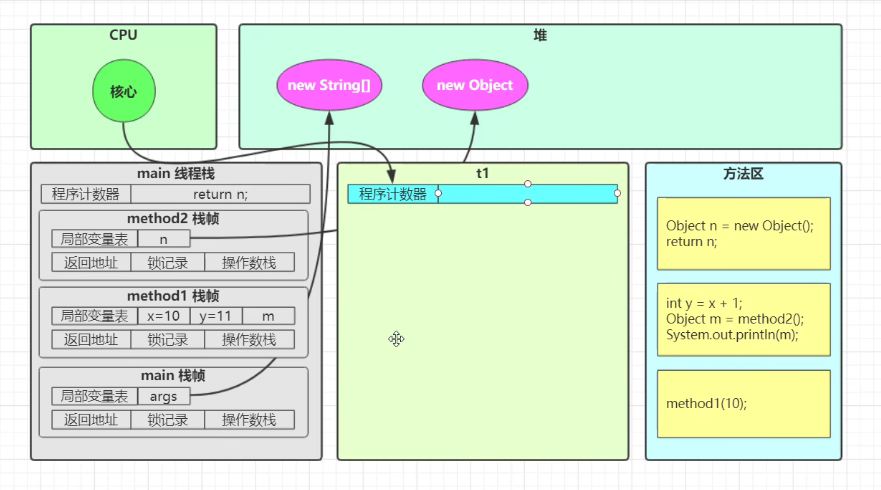 CPU
核心
堆
new String[]
new Object
main 线程栈
程序计数器
return n;
method2 栈帧
局部变量表
n
返回地址
锁记录
操作数栈
method1 栈帧
局部变量表
x=10
y=11
m
返回地址
锁记录
操作数栈
main 栈帧
局部变量表
args
返回地址
锁记录
操作数栈
t1
程序计数器
方法区
Object n = new Object();
return n;
int y = x + 1;
Object m = method2();
System.out.println(m);
method1(10);